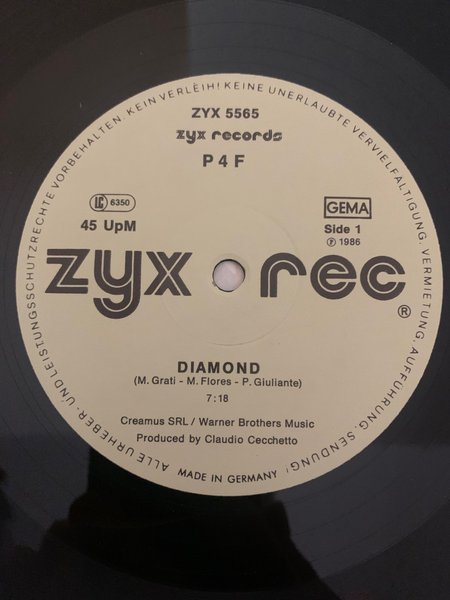 ALLE URHEBER- UND LEISTUNGSSCHUTZRECHTE VORBEHALTEN. KEIN VERLEIH! KEINE UNERLAUBTE VERVIELFÄLTIGUNG, VERMIETUNG, AUFFÜHRUNG, SENDUNG!
ZYX 5565
zyx records
P 4 F
LC 6350
GEMA
45 UpM
Side 1
Ⓟ 1986
zyx rec®
DIAMOND
(M. Grati - M. Flores - P. Giuliante)
7:18
Creamus SRL / Warner Brothers Music
Produced by Claudio Cecchetto
MADE IN GERMANY